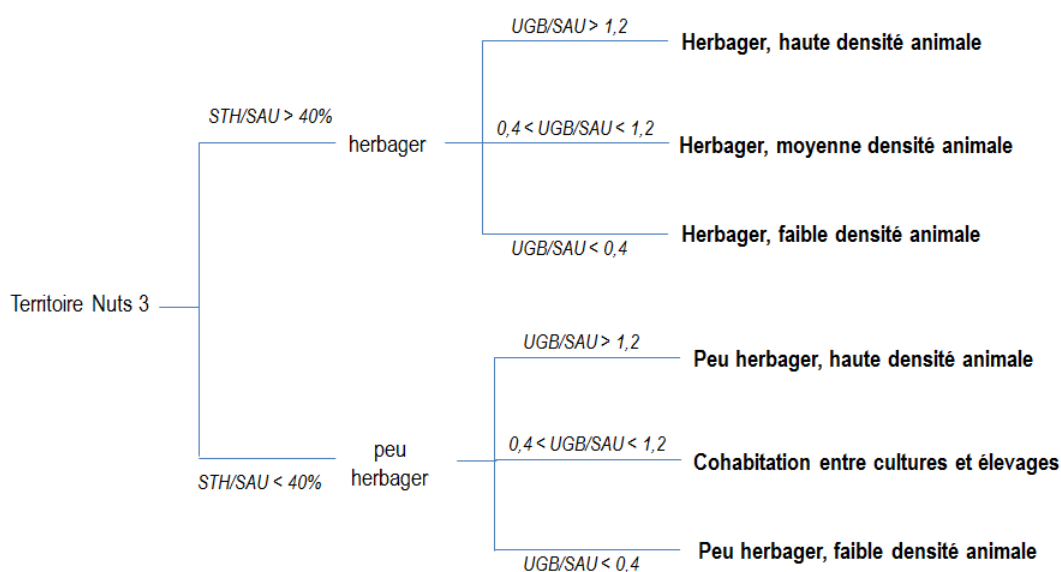 UGB/SAU > 1,2
Herbager, haute densité animale
STH/SAU > 40%
0,4 < UGB/SAU < 1,2
herbager
Herbager, moyenne densité animale
Herbager, faible densité animale
UGB/SAU < 0,4
Territoire Nuts 3
UGB/SAU > 1,2
Peu herbager, haute densité animale
0,4 < UGB/SAU < 1,2
peu
herbager
Cohabitation entre cultures et élevages
STH/SAU < 40%
Peu herbager, faible densité animale
UGB/SAU < 0,4